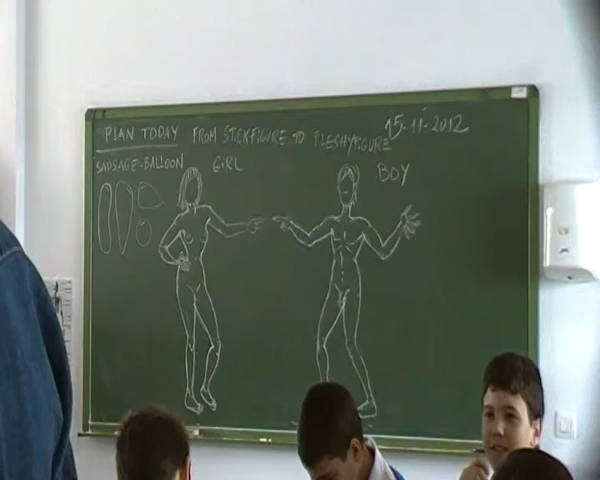 PLAN TODAY FROM STICKFIGURE TO FLESHYFIGURE 15.11.2012
SAUSAGE-BALLOON GIRL BOY